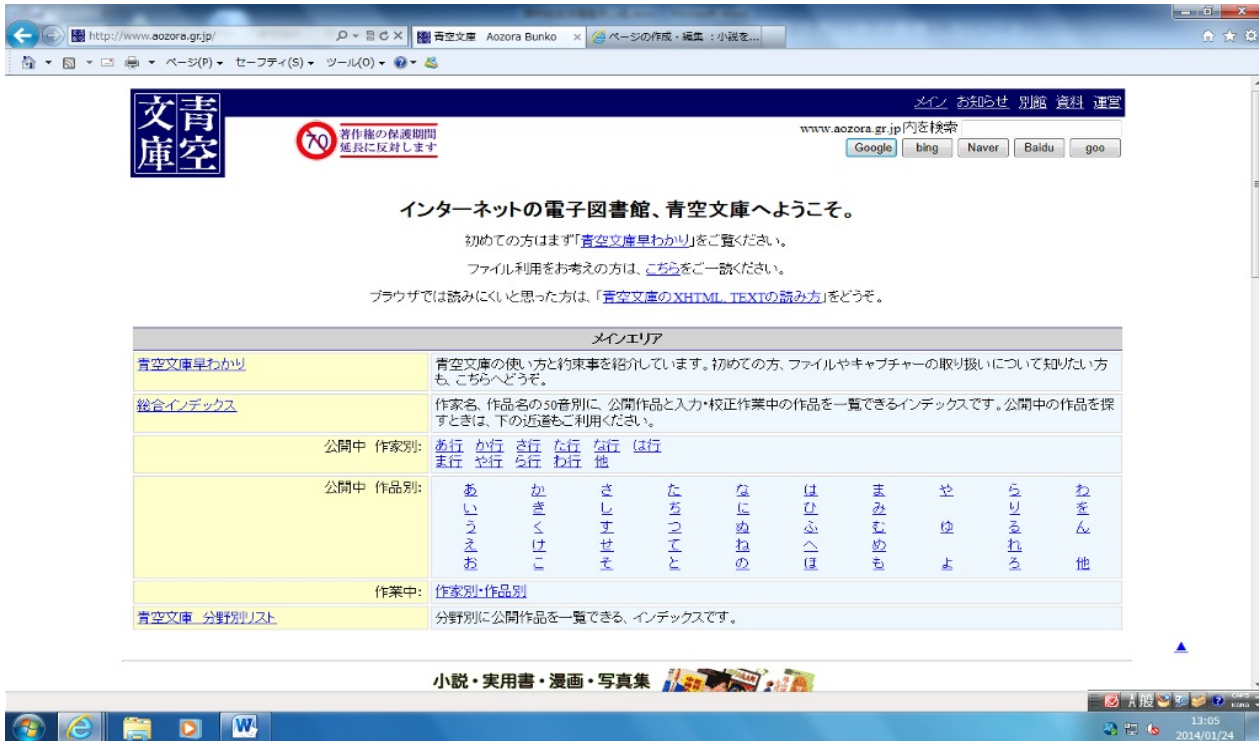 http://www.aozora.gr.jp/
青空文庫 Aozora Bunko
ページの作成・編集 : 小説を...
ページ(P)
セーフティ(S)
ツール(O)
青空
文庫
70
著作権の保護期間
延長に反対します
メイン お知らせ 別館 資料 運営
www.aozora.gr.jp内を検索
Google bing Naver Baidu goo
インターネットの電子図書館、青空文庫へようこそ。
初めての方はまず「青空文庫早わかり」をご覧ください。
ファイル利用をお考えの方は、こちらをご一読ください。
ブラウザでは読みにくいと思った方は、「青空文庫のXHTML, TEXTの読み方」をどうぞ。
メインエリア
青空文庫早わかり
青空文庫の使い方と約束事を紹介しています。初めての方、ファイルやキャプチャーの取り扱いについて知りたい方
も、こちらへどうぞ。
総合インデックス
作家名、作品名の50音別に、公開作品と入力・校正作業中の作品を一覧できるインデックスです。公開中の作品を探
すときは、下の近道もご利用ください。
公開中 作家別:
あ行 か行 さ行 た行 な行 は行
ま行 や行 ら行 わ行 他
公開中 作品別:
あ か さ た な は ま や ら わ
い き し ち に ひ み り を
う く す つ ぬ ふ む ゆ る ん
え け せ て ね へ め れ
お こ そ と の ほ も よ ろ 他
作業中:
作家別・作品別
青空文庫 分野別リスト
分野別に公開作品を一覧できる、インデックスです。
小説・実用書・漫画・写真集
A 般
CAPS
KANA
13:05
2014/01/24